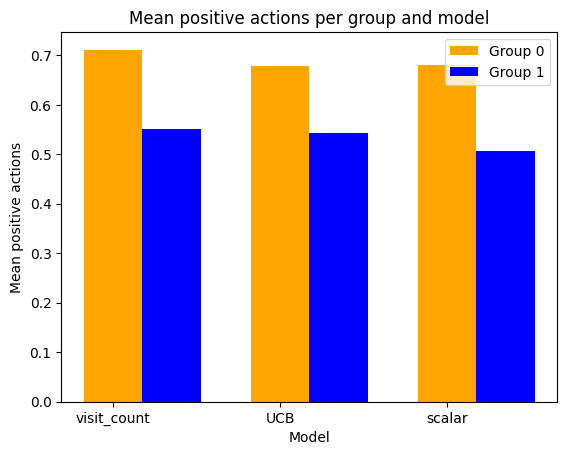 Mean positive actions per group and model
Group 0
Group 1
Mean positive actions
0.7
0.6
0.5
0.4
0.3
0.2
0.1
0.0
visit_count UCB scalar
Model